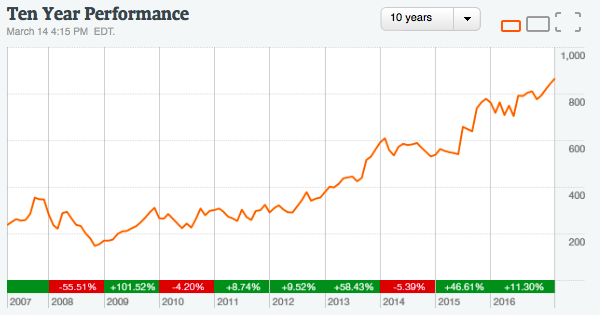 Ten Year Performance
March 14 4:15 PM EDT.
10 years
1,000
800
600
400
200
-55.51% +101.52% -4.20% +8.74% +9.52% +58.43% -5.39% +46.61% +11.30%
2007 2008 2009 2010 2011 2012 2013 2014 2015 2016